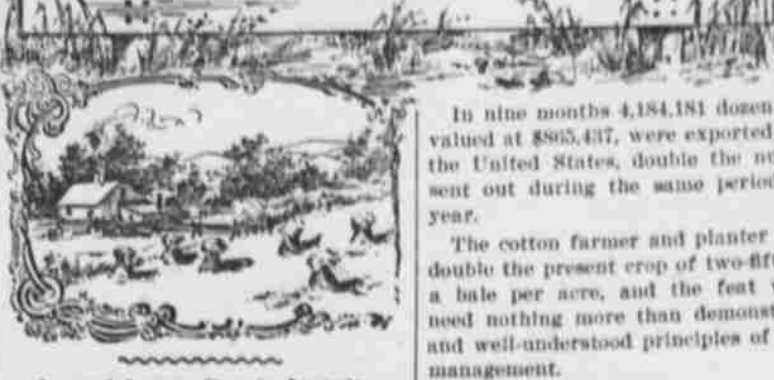 In nine months 4,184,181 dozen
valued at $865,437, were exported
the United States, double the nu
sent out during the same period
year.
The cotton farmer and planter
double the present crop of two-fif
a bale per acre, and the feat
need nothing more than demonst
and well-understood principles of
management.